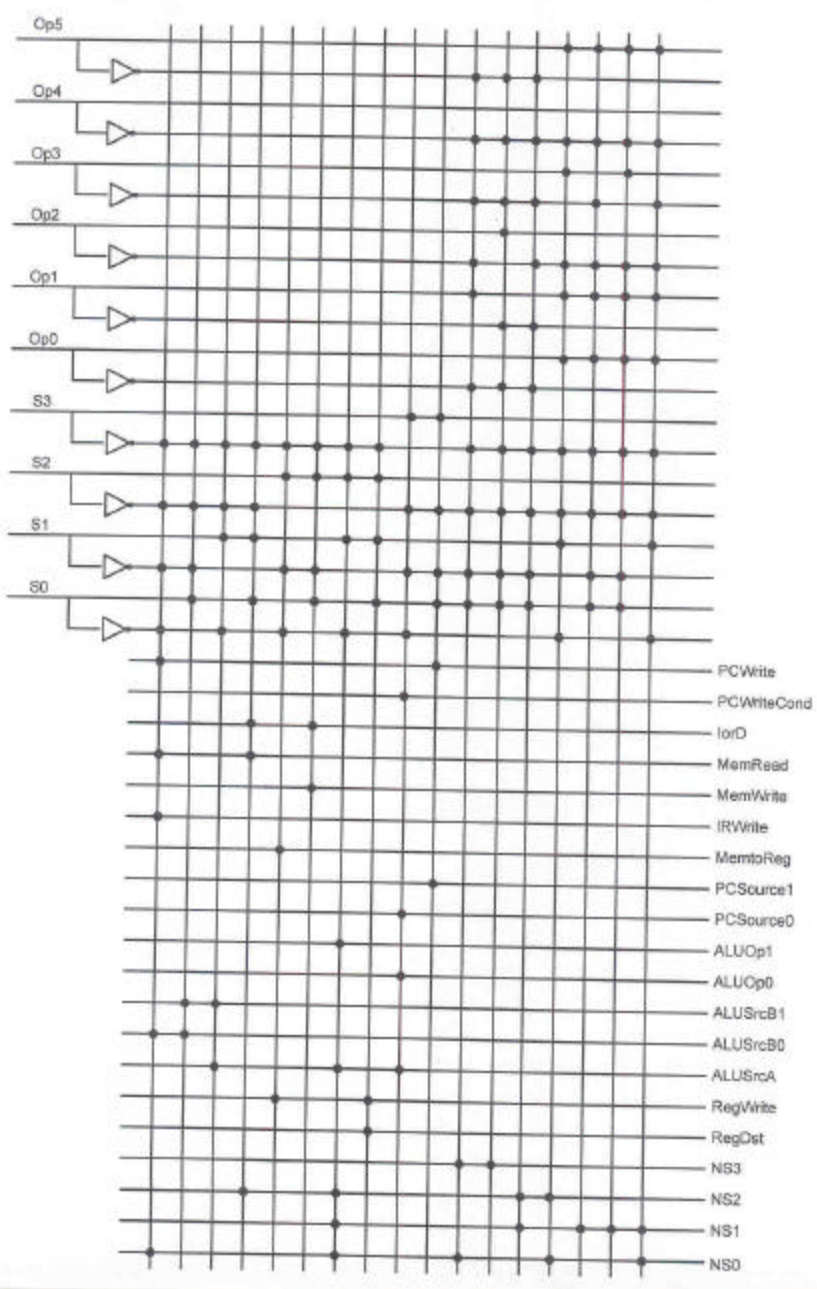 Op5
Op4
Op3
Op2
Op1
Op0
S3
S2
S1
S0
PCWrite
PCWriteCond
IorD
MemRead
MemWrite
IRWrite
MemtoReg
PCSource1
PCSource0
ALUOp1
ALUOp0
ALUSrcB1
ALUSrcB0
ALUSrcA
RegWrite
RegDst
NS3
NS2
NS1
NS0